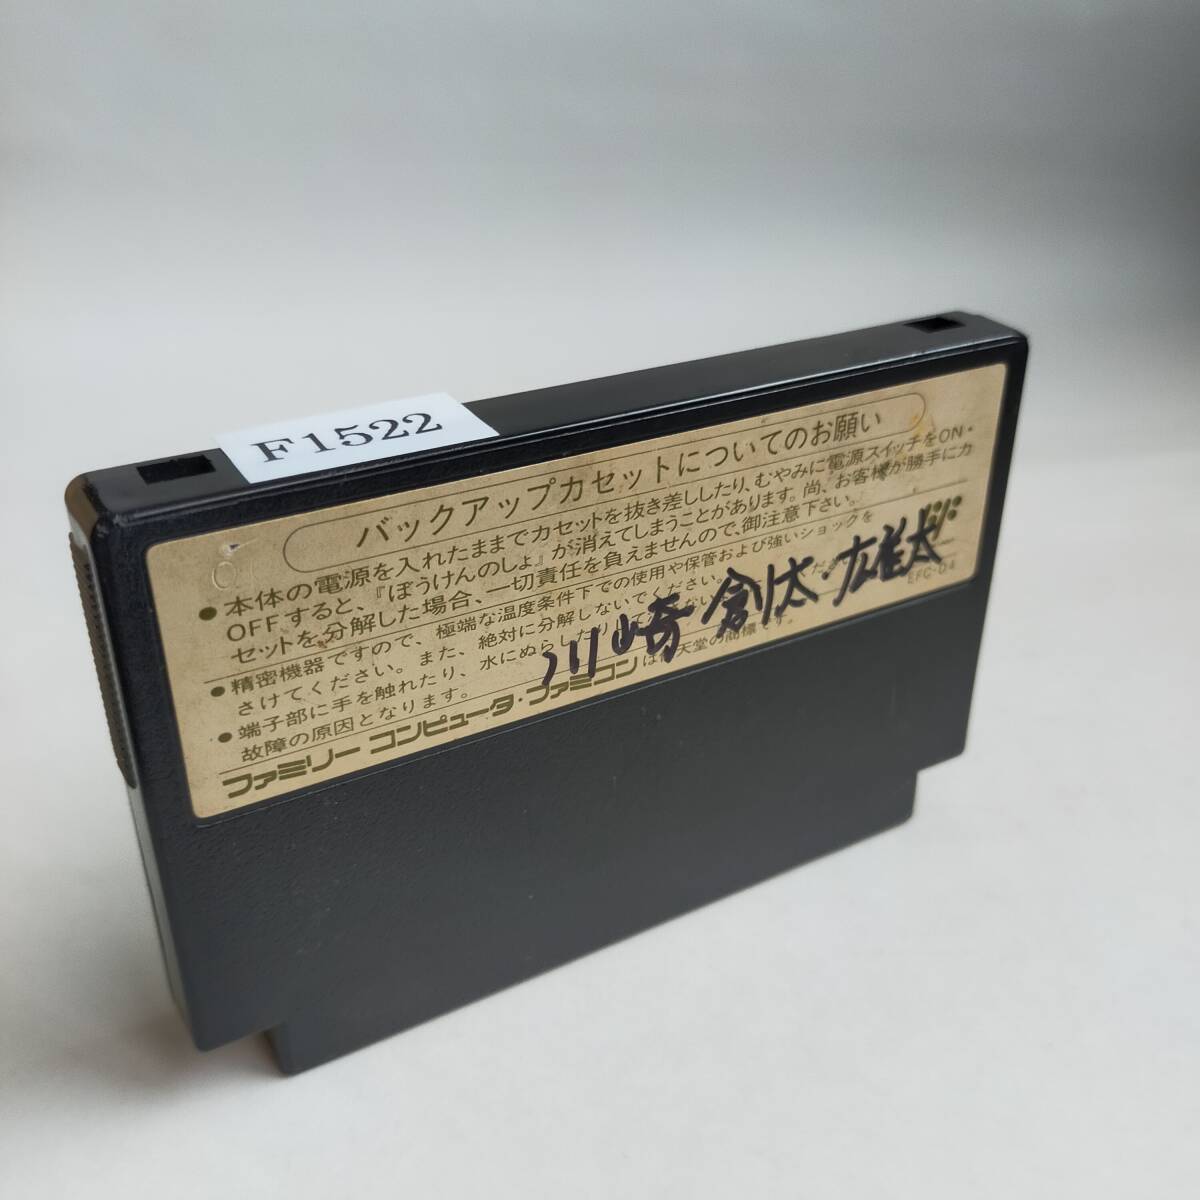 F1522
バックアップカセットについてのお願い
●本体の電源を入れたままでカセットを抜き差ししたり、むやみに電源スイッチをON・
OFFすると、『ぼうけんのしょ』が消えてしまうことがあります。尚、お客様が勝手にカ
セットを分解した場合、一切責任を負えませんので、御注意下さい。
●精密機器ですので、極端な温度条件下での使用や保管および強いショックを
さけてください。また、絶対に分解しないでください。
●端子部に手を触れたり、水にぬらしたりし
故障の原因となります。
ファミリーコンピュータ・ファミコンは 天堂の商標です。
EFC-D4
川崎 創太・雄太